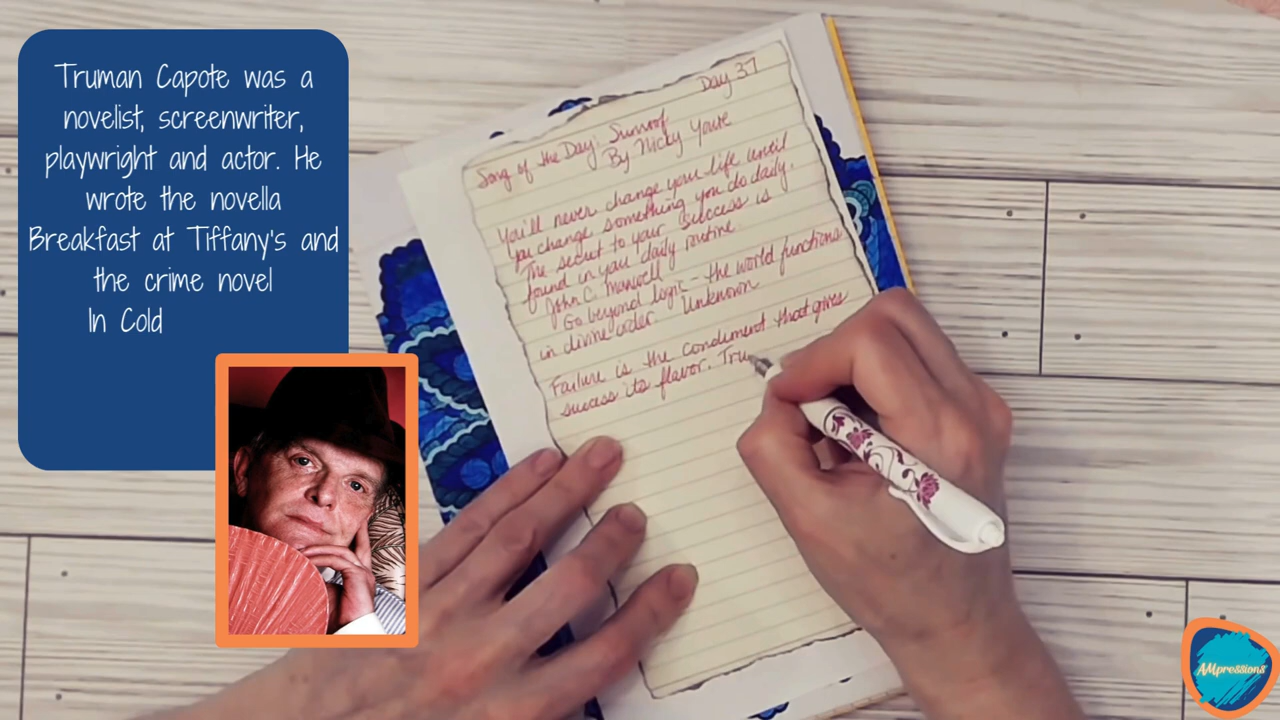 Truman Capote was a
novelist, screenwriter,
playwright and actor. He
wrote the novella
Breakfast at Tiffany's and
the crime novel
In Cold
Day 37
Song of the Day: Sunroof
By Nicky Youre
You'll never change your life until
you change something you do daily.
The secret to your success is
found in you daily routine
John C. Maxwell
Go beyond logic - the world functions
in divine order. Unknown
Failure is the condiment that gives
success its flavor. Tru
AMpressions